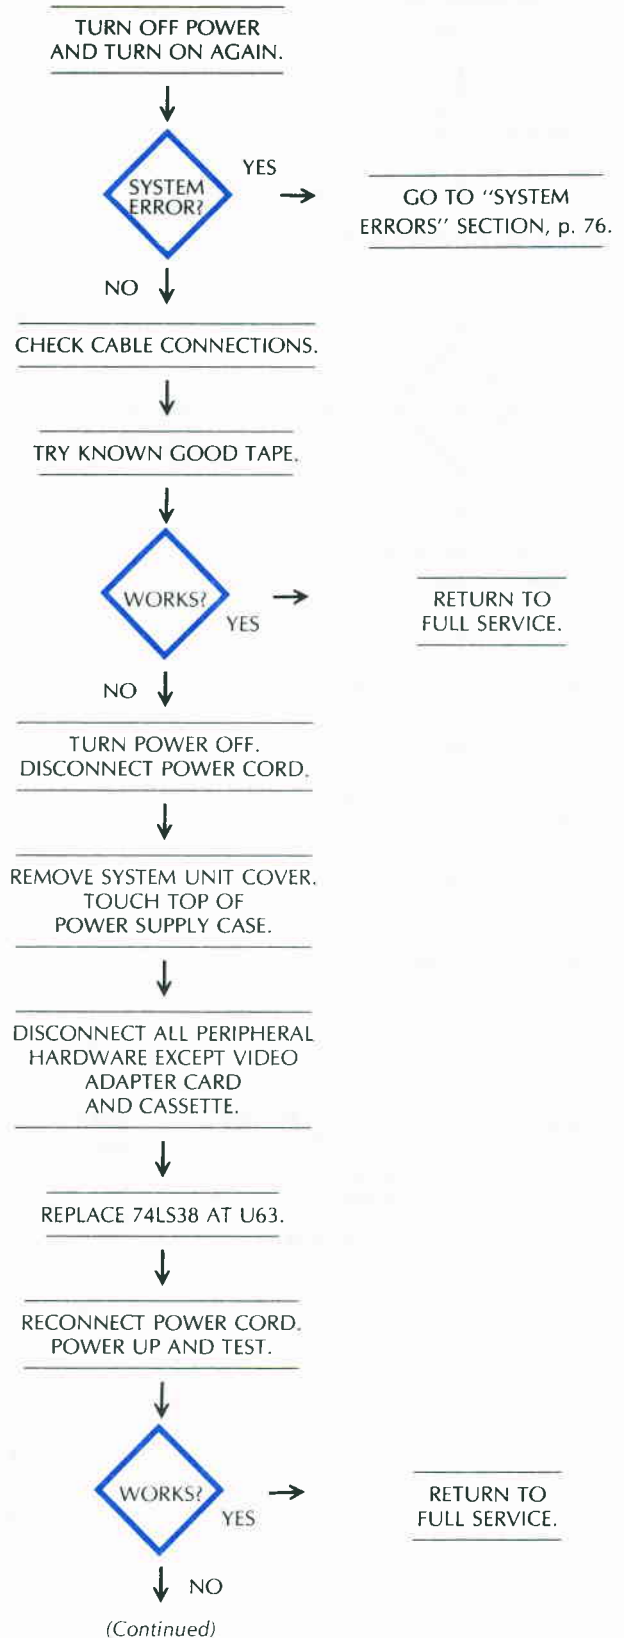 TURN OFF POWER
AND TURN ON AGAIN.
SYSTEM
ERROR?
YES
GO TO "SYSTEM
ERRORS" SECTION, p. 76.
NO
CHECK CABLE CONNECTIONS.
TRY KNOWN GOOD TAPE.
WORKS?
YES
RETURN TO
FULL SERVICE.
NO
TURN POWER OFF.
DISCONNECT POWER CORD.
REMOVE SYSTEM UNIT COVER.
TOUCH TOP OF
POWER SUPPLY CASE.
DISCONNECT ALL PERIPHERAL
HARDWARE EXCEPT VIDEO
ADAPTER CARD
AND CASSETTE.
REPLACE 74LS38 AT U63.
RECONNECT POWER CORD.
POWER UP AND TEST.
WORKS?
YES
RETURN TO
FULL SERVICE.
NO
(Continued)